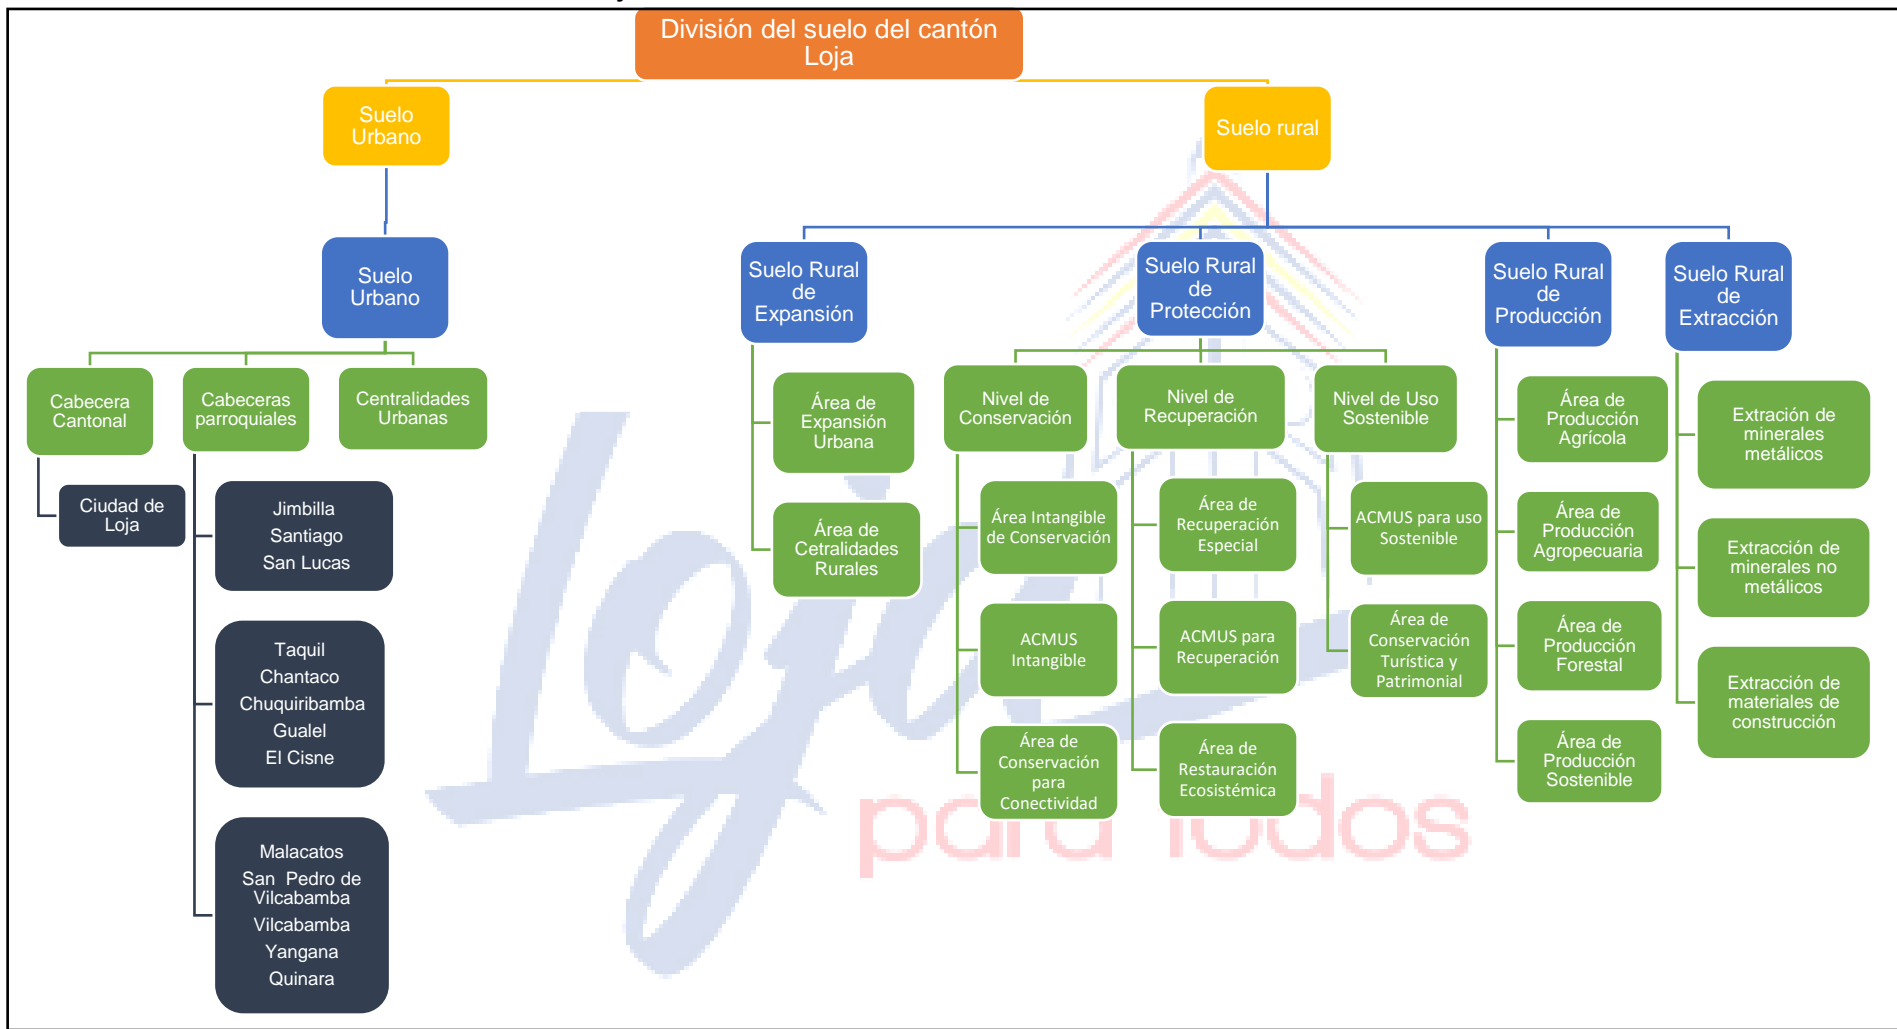 División del suelo del cantón
Loja
Suelo
Urbano
Suelo rural
Suelo
Urbano
Suelo Rural
de
Expansión
Suelo Rural
de
Protección
Suelo Rural
de
Producción
Suelo Rural
de
Extracción
Cabecera
Cantonal
Cabeceras
parroquiales
Centralidades
Urbanas
Ciudad de
Loja
Jimbilla
Santiago
San Lucas
Taquil
Chantaco
Chuquiribamba
Gualel
El Cisne
Malacatos
San Pedro de
Vilcabamba
Vilcabamba
Yangana
Quinara
Área de
Expansión
Urbana
Área de
Cetralidades
Rurales
Nivel de
Conservación
Nivel de
Recuperación
Nivel de Uso
Sostenible
Área Intangible
de Conservación
ACMUS
Intangible
Área de
Conservación
para
Conectividad
Área de
Recuperación
Especial
ACMUS para
Recuperación
Área de
Restauración
Ecosistémica
ACMUS para uso
Sostenible
Área de
Conservación
Turística y
Patrimonial
Área de
Producción
Agrícola
Área de
Producción
Agropecuaria
Área de
Producción
Forestal
Área de
Producción
Sostenible
Extración de
minerales
metálicos
Extracción de
minerales no
metálicos
Extracción de
materiales de
construcción
Loja
para todos